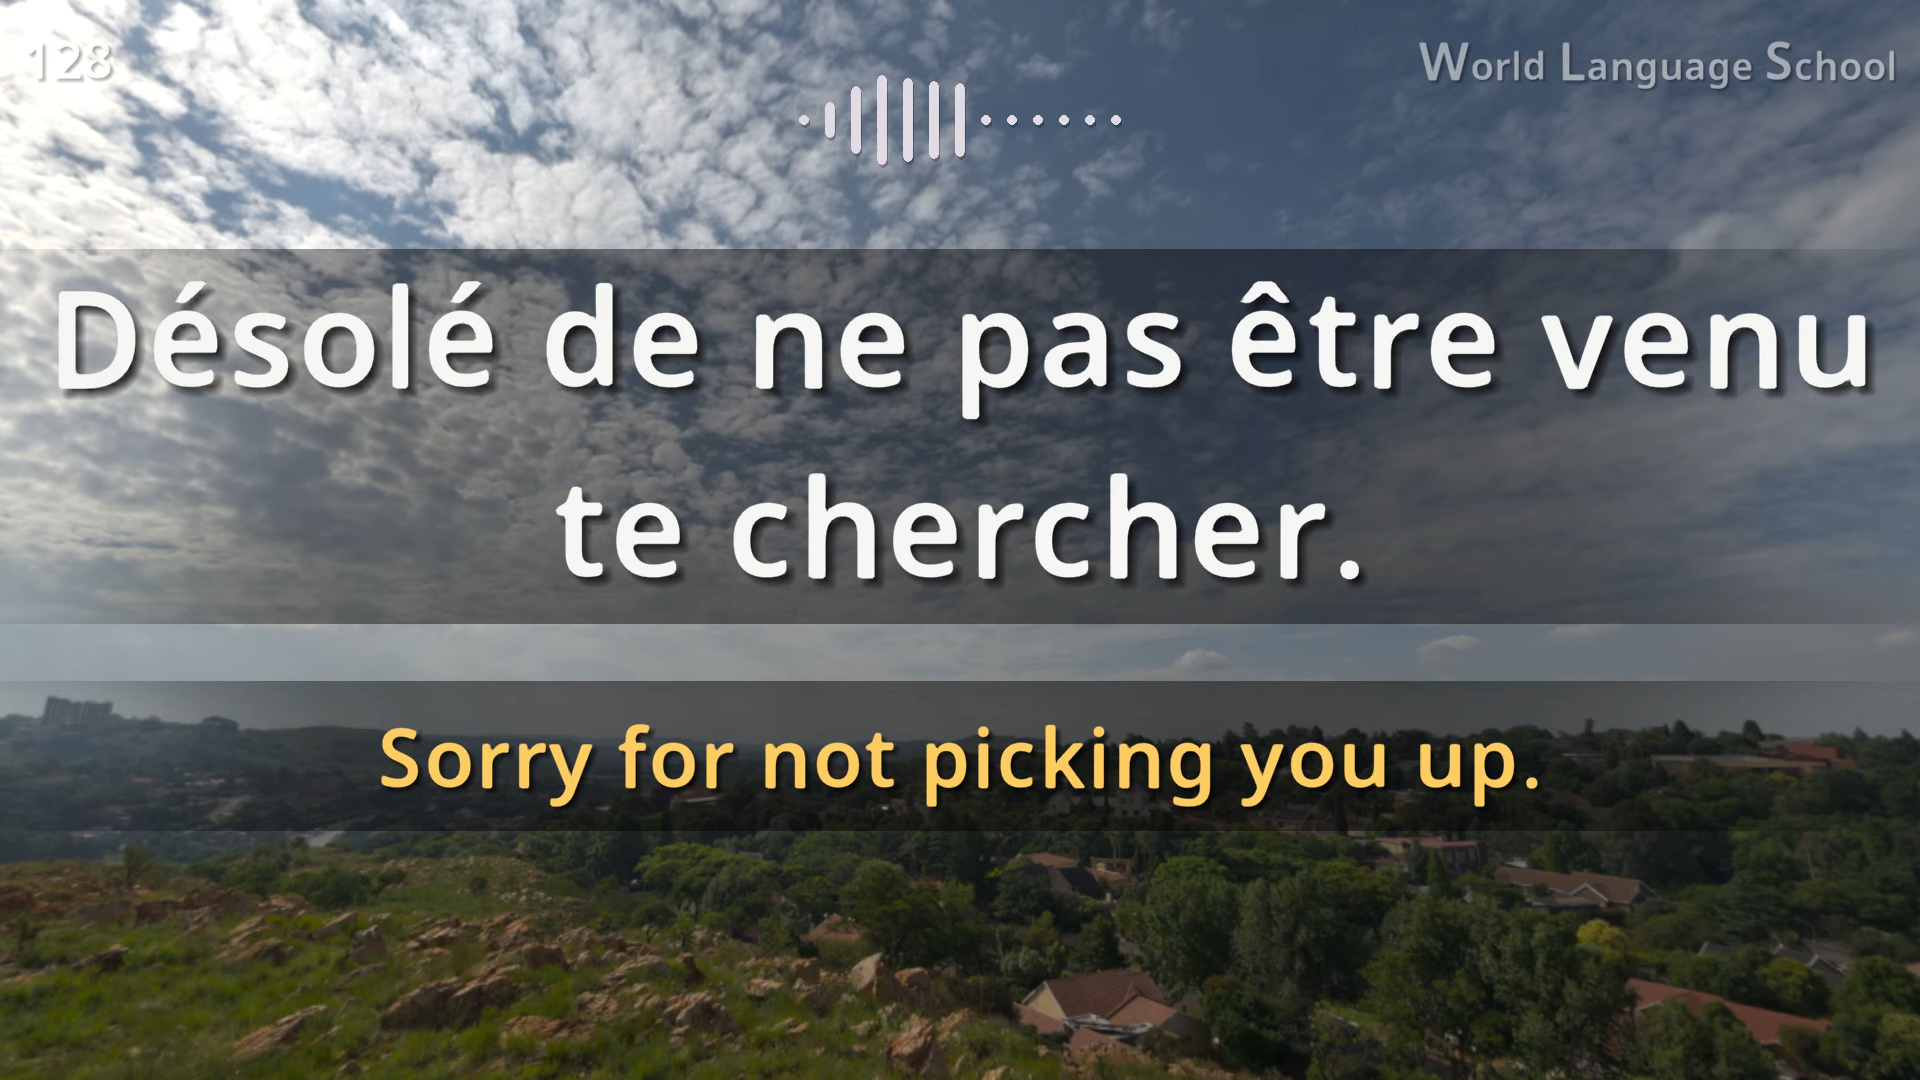 128
World Language School
Désolé de ne pas être venu
te chercher.
Sorry for not picking you up.